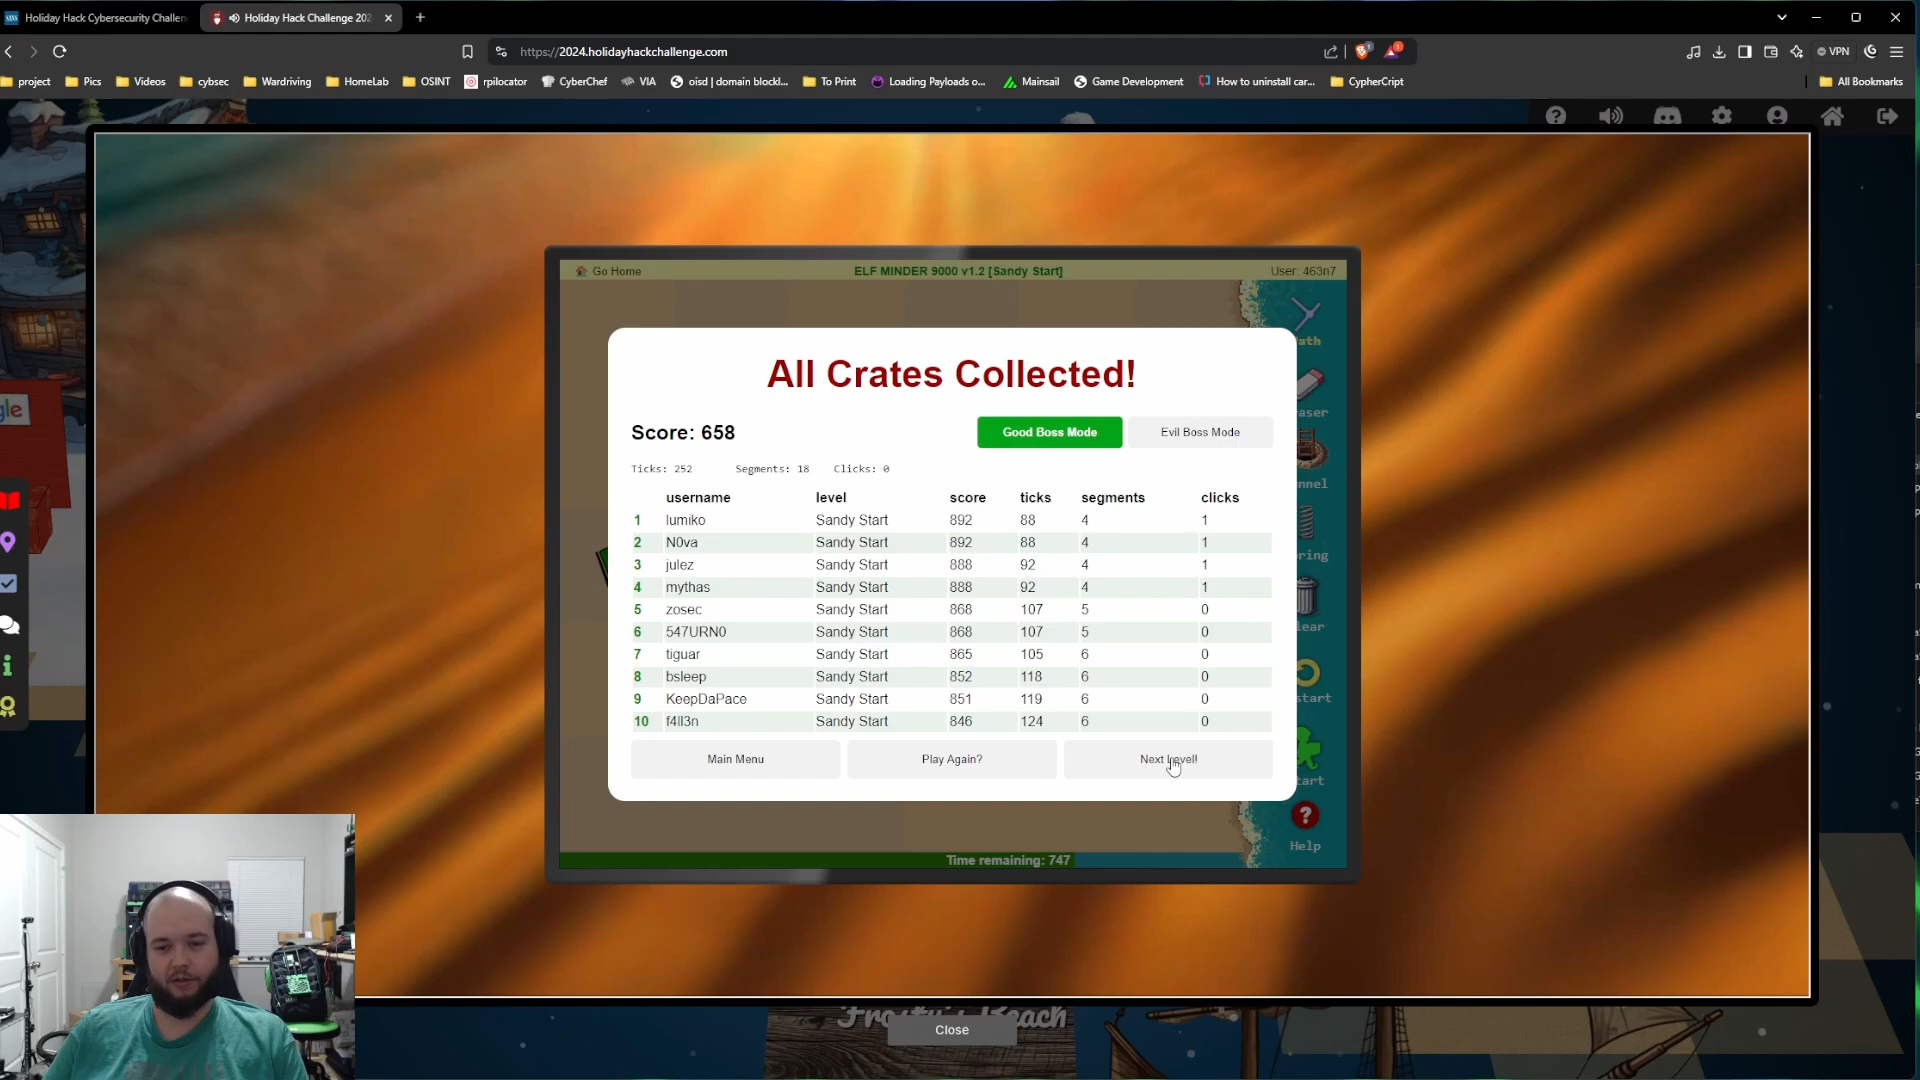 Holiday Hack Cybersecurity Challen
Holiday Hack Challenge 202
https://2024.holidayhackchallenge.com
VPN
project Pics Videos cybsec Wardriving HomeLab OSINT rpilocator CyberChef VIA oisd | domain blockl... To Print Loading Payloads o... Mainsail Game Development How to uninstall car... CypherCript All Bookmarks
Go Home ELF MINDER 9000 v1.2 [Sandy Start] User: 463n7
All Crates Collected!
Score: 658 Good Boss Mode Evil Boss Mode
Ticks: 252 Segments: 18 Clicks: 0
username level score ticks segments clicks
1 lumiko Sandy Start 892 88 4 1
2 N0va Sandy Start 892 88 4 1
3 julez Sandy Start 888 92 4 1
4 mythas Sandy Start 888 92 4 1
5 zosec Sandy Start 868 107 5 0
6 547URN0 Sandy Start 868 107 5 0
7 tiguar Sandy Start 865 105 6 0
8 bsleep Sandy Start 852 118 6 0
9 KeepDaPace Sandy Start 851 119 6 0
10 f4ll3n Sandy Start 846 124 6 0
Main Menu Play Again? Next Level!
ath
aser
nnel
ring
lear
start
tart
Help
Time remaining: 747
gle
Close